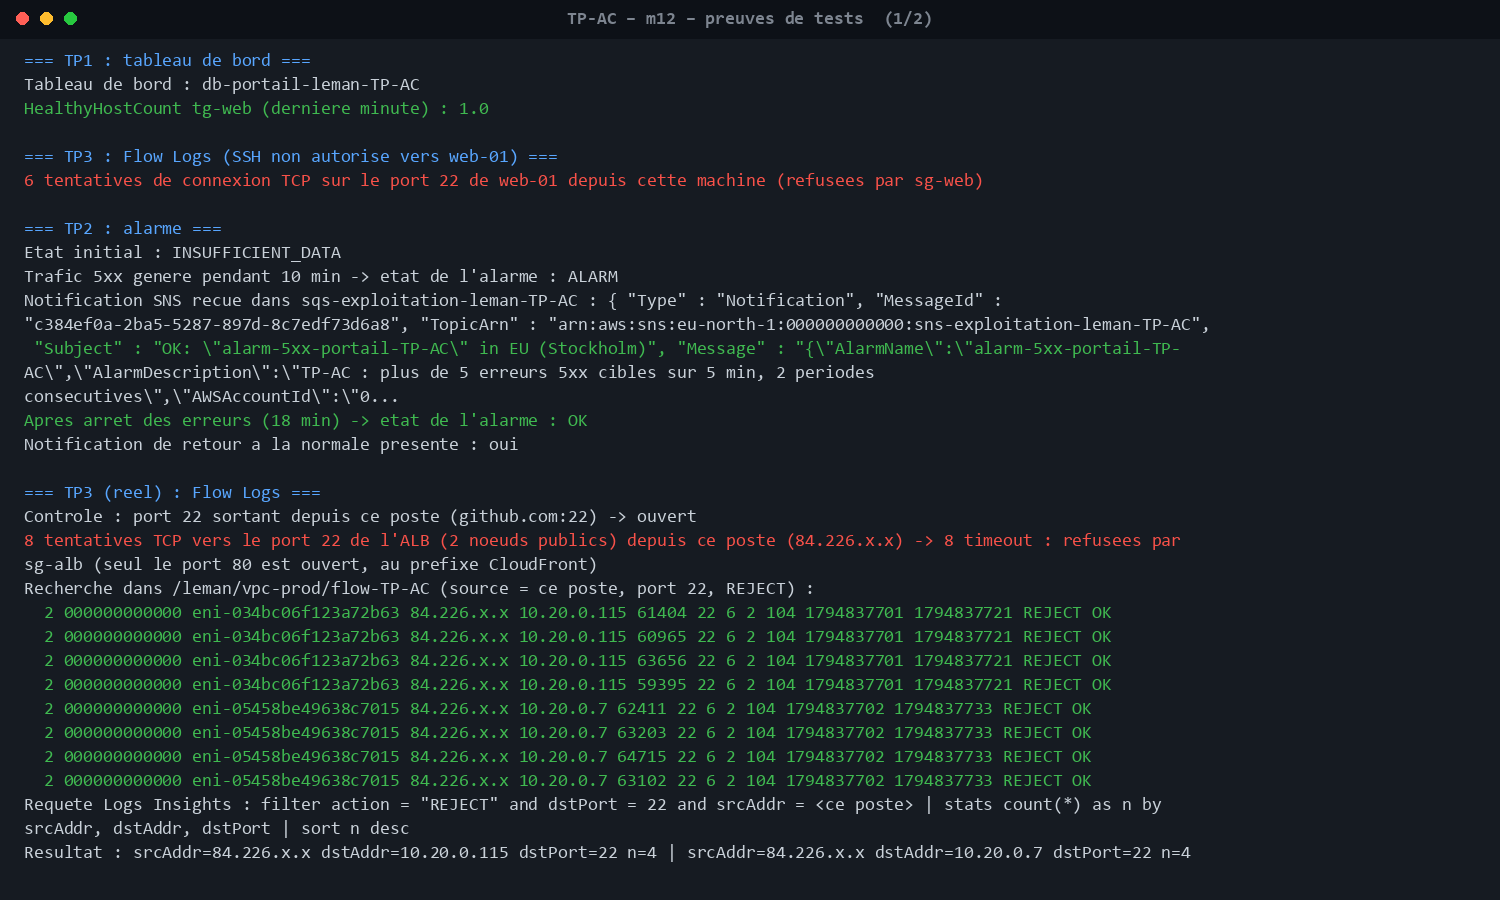 TP-AC – m12 – preuves de tests (1/2)
=== TP1 : tableau de bord ===
Tableau de bord : db-portail-leman-TP-AC
HealthyHostCount tg-web (derniere minute) : 1.0
=== TP3 : Flow Logs (SSH non autorise vers web-01) ===
6 tentatives de connexion TCP sur le port 22 de web-01 depuis cette machine (refusees par sg-web)
=== TP2 : alarme ===
Etat initial : INSUFFICIENT_DATA
Trafic 5xx genere pendant 10 min -> etat de l'alarme : ALARM
Notification SNS recue dans sqs-exploitation-leman-TP-AC : { "Type" : "Notification", "MessageId" :
"c384ef0a-2ba5-5287-897d-8c7edf73d6a8", "TopicArn" : "arn:aws:sns:eu-north-1:000000000000:sns-exploitation-leman-TP-AC",
"Subject" : "OK: \"alarm-5xx-portail-TP-AC\" in EU (Stockholm)", "Message" : "{\"AlarmName\":\"alarm-5xx-portail-TP-
AC\",\"AlarmDescription\":\"TP-AC : plus de 5 erreurs 5xx cibles sur 5 min, 2 periodes
consecutives\",\"AWSAccountId\":\"0...
Apres arret des erreurs (18 min) -> etat de l'alarme : OK
Notification de retour a la normale presente : oui
=== TP3 (reel) : Flow Logs ===
Controle : port 22 sortant depuis ce poste (github.com:22) -> ouvert
8 tentatives TCP vers le port 22 de l'ALB (2 noeuds publics) depuis ce poste (84.226.x.x) -> 8 timeout : refusees par
sg-alb (seul le port 80 est ouvert, au prefixe CloudFront)
Recherche dans /leman/vpc-prod/flow-TP-AC (source = ce poste, port 22, REJECT) :
2 000000000000 eni-034bc06f123a72b63 84.226.x.x 10.20.0.115 61404 22 6 2 104 1794837701 1794837721 REJECT OK
2 000000000000 eni-034bc06f123a72b63 84.226.x.x 10.20.0.115 60965 22 6 2 104 1794837701 1794837721 REJECT OK
2 000000000000 eni-034bc06f123a72b63 84.226.x.x 10.20.0.115 63656 22 6 2 104 1794837701 1794837721 REJECT OK
2 000000000000 eni-034bc06f123a72b63 84.226.x.x 10.20.0.115 59395 22 6 2 104 1794837701 1794837721 REJECT OK
2 000000000000 eni-05458be49638c7015 84.226.x.x 10.20.0.7 62411 22 6 2 104 1794837702 1794837733 REJECT OK
2 000000000000 eni-05458be49638c7015 84.226.x.x 10.20.0.7 63203 22 6 2 104 1794837702 1794837733 REJECT OK
2 000000000000 eni-05458be49638c7015 84.226.x.x 10.20.0.7 64715 22 6 2 104 1794837702 1794837733 REJECT OK
2 000000000000 eni-05458be49638c7015 84.226.x.x 10.20.0.7 63102 22 6 2 104 1794837702 1794837733 REJECT OK
Requete Logs Insights : filter action = "REJECT" and dstPort = 22 and srcAddr = <ce poste> | stats count(*) as n by
srcAddr, dstAddr, dstPort | sort n desc
Resultat : srcAddr=84.226.x.x dstAddr=10.20.0.115 dstPort=22 n=4 | srcAddr=84.226.x.x dstAddr=10.20.0.7 dstPort=22 n=4